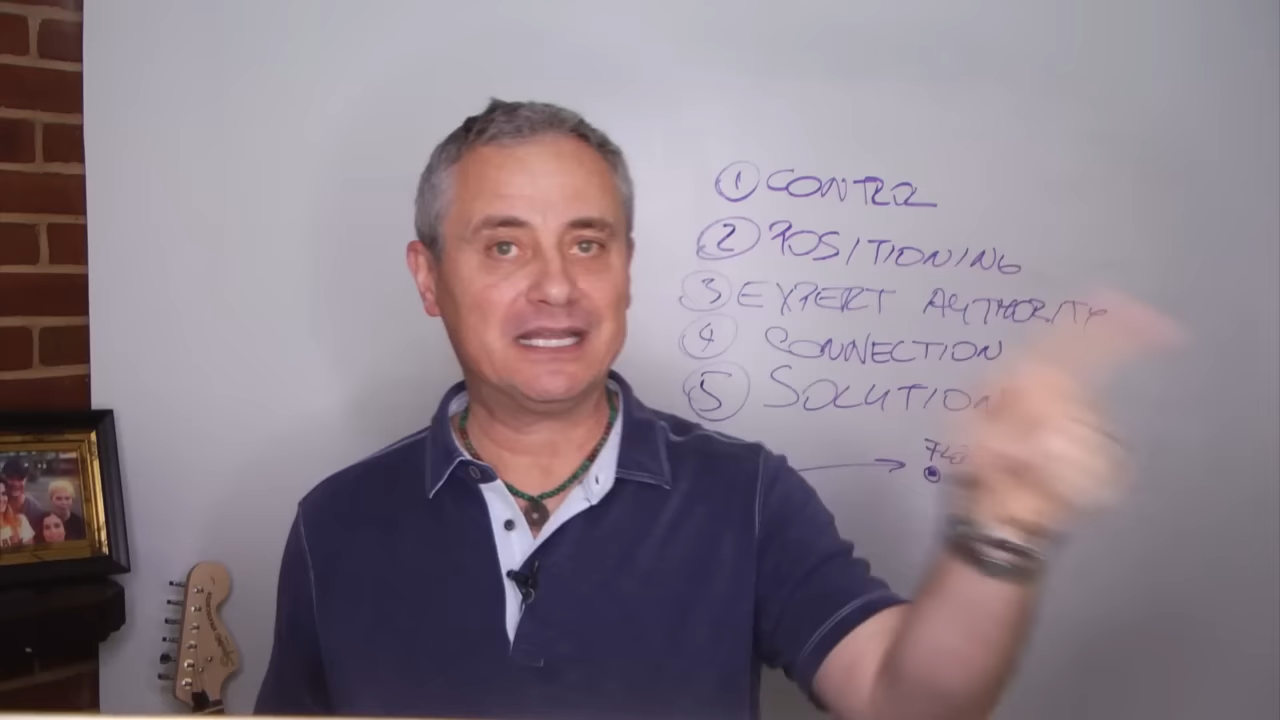 1 CONTROL
2 POSITIONING
3 EXPERT AUTHORITY
4 CONNECTION
5 SOLUTION